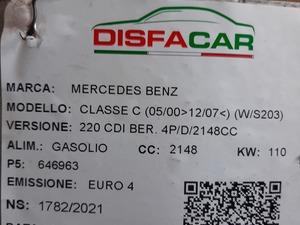 DISFACAR
MARCA: MERCEDES BENZ
MODELLO: CLASSE C (05/00>12/07<) (W/S203)
VERSIONE: 220 CDI BER. 4P/D/2148CC
ALIM.: GASOLIO CC: 2148 KW: 110
P5: 646963
EMISSIONE: EURO 4
NS: 1782/2021